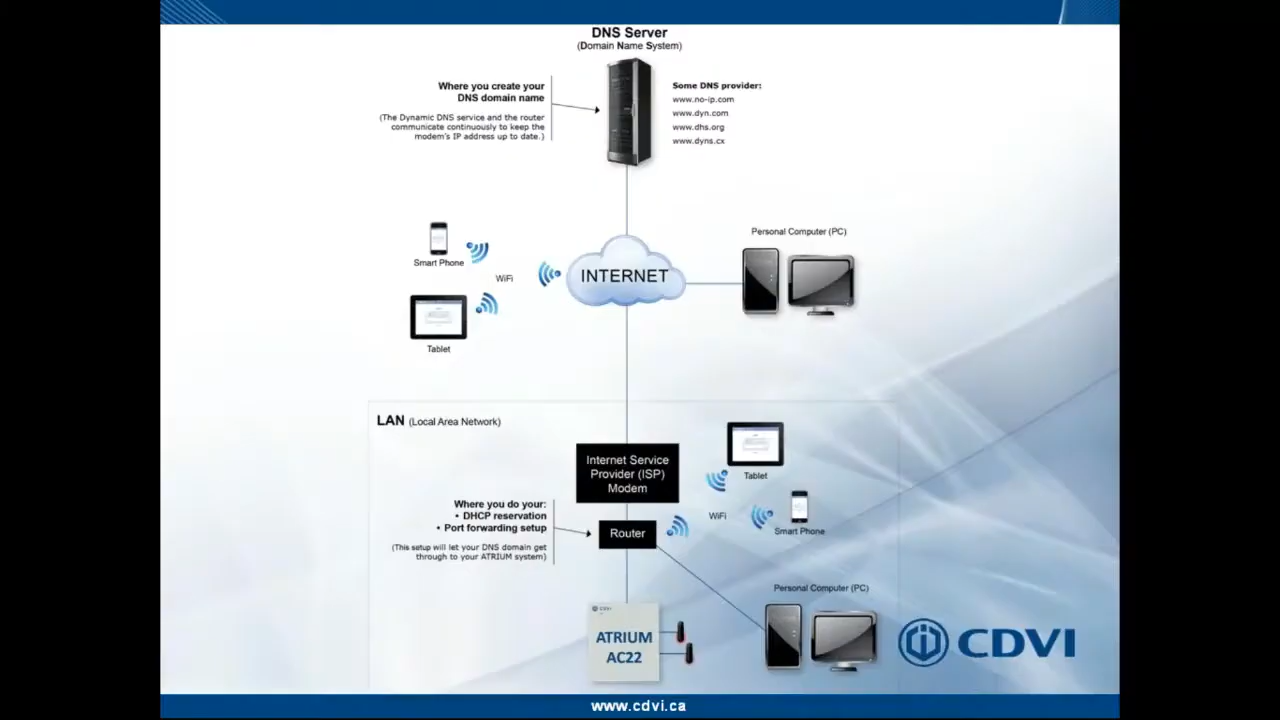 DNS Server
(Domain Name System)
Where you create your
DNS domain name
(The Dynamic DNS service and the router
communicate continuously to keep the
modem's IP address up to date.)
Some DNS provider:
www.no-ip.com
www.dyn.com
www.dhs.org
www.dyns.cx
Smart Phone
WiFi
Tablet
INTERNET
Personal Computer (PC)
LAN (Local Area Network)
Internet Service
Provider (ISP)
Modem
Tablet
WiFi
Smart Phone
Where you do your:
• DHCP reservation
• Port forwarding setup
(This setup will let your DNS domain get
through to your ATRIUM system)
Router
Personal Computer (PC)
CDVI
ATRIUM
AC22
CDVI
www.cdvi.ca